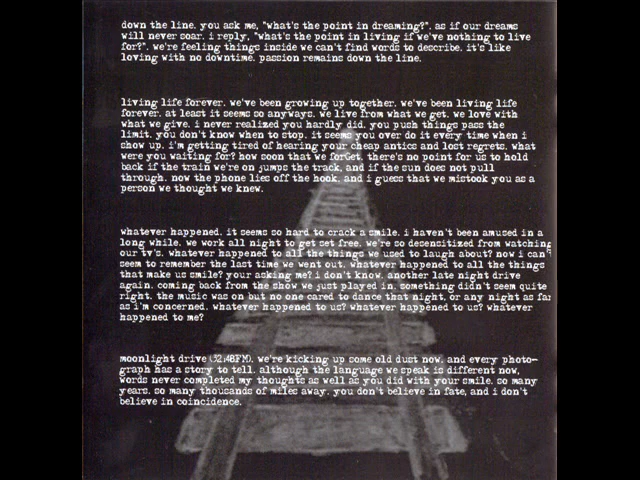 down the line. you ask me, "what's the point in dreaming?". as if our dreams
will never soar. i reply, "what's the point in living if we've nothing to live
for?". we're feeling things inside we can't find words to describe. it's like
loving with no downtime. passion remains down the line.
living life forever. we've been growing up together. we've been living life
forever. at least it seems so anyways. we live from what we get. we love with
what we give. i never realized you hardly did. you push things pass the
limit. you don't know when to stop. it seems you over do it every time when i
show up. i'm getting tired of hearing your cheap antics and lost regrets. what
were you waiting for? how soon that we forget. there's no point for us to hold
back if the train we're on jumps the track, and if the sun does not pull
through. now the phone lies off the hook. and i guess that we mistook you as a
person we thought we knew.
whatever happened. it seems so hard to crack a smile. i haven't been amused in a
long while. we work all night to get set free. we're so desensitized from watching
our tv's. whatever happened to all the things we used to laugh about? now i can't
seem to remember the last time we went out. whatever happened to all the things
that make us smile? your asking me? i don't know. another late night drive
again. coming back from the show we just played in. something didn't seem quite
right. the music was on but no one cared to dance that night, or any night as far
as i'm concerned. whatever happened to us? whatever happened to us? whatever
happened to me?
moonlight drive (92.4BFM). we're kicking up some old dust now. and every photo-
graph has a story to tell. although the language we speak is different now,
words never completed my thoughts as well as you did with your smile. so many
years. so many thousands of miles away. you don't believe in fate, and i don't
believe in coincidence.